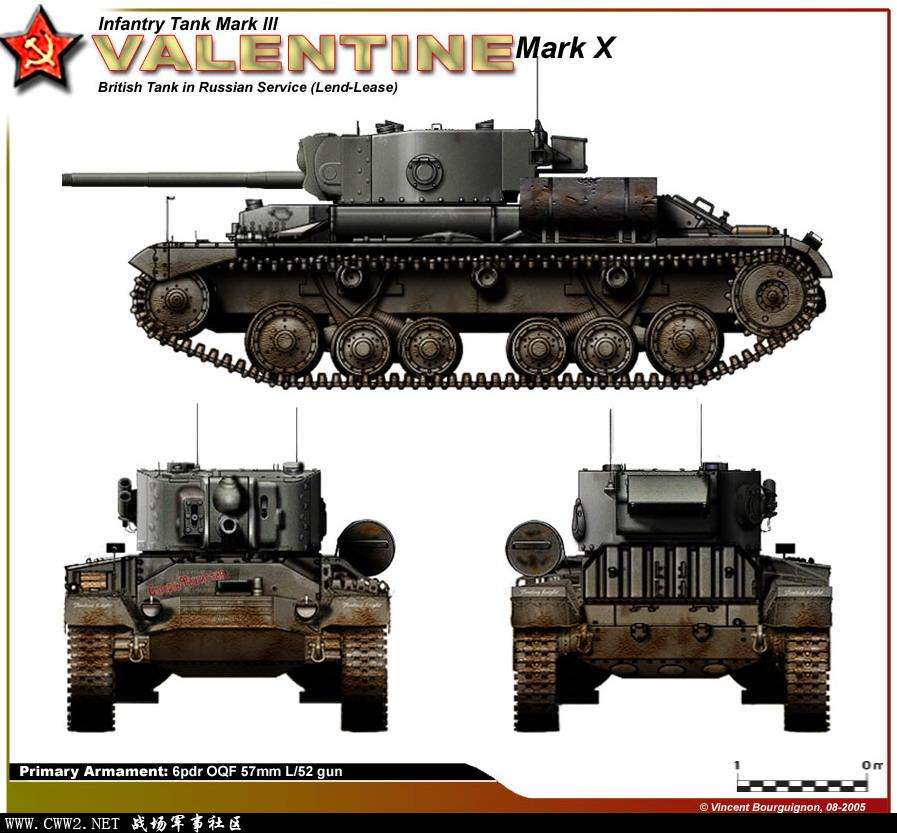 Infantry Tank Mark III
VALENTINE Mark X
British Tank in Russian Service (Lend-Lease)
Primary Armament: 6pdr OQF 57mm L/52 gun
1 0 m
© Vincent Bourguignon, 08-2005
WWW.CWW2.NET 战场军事社区